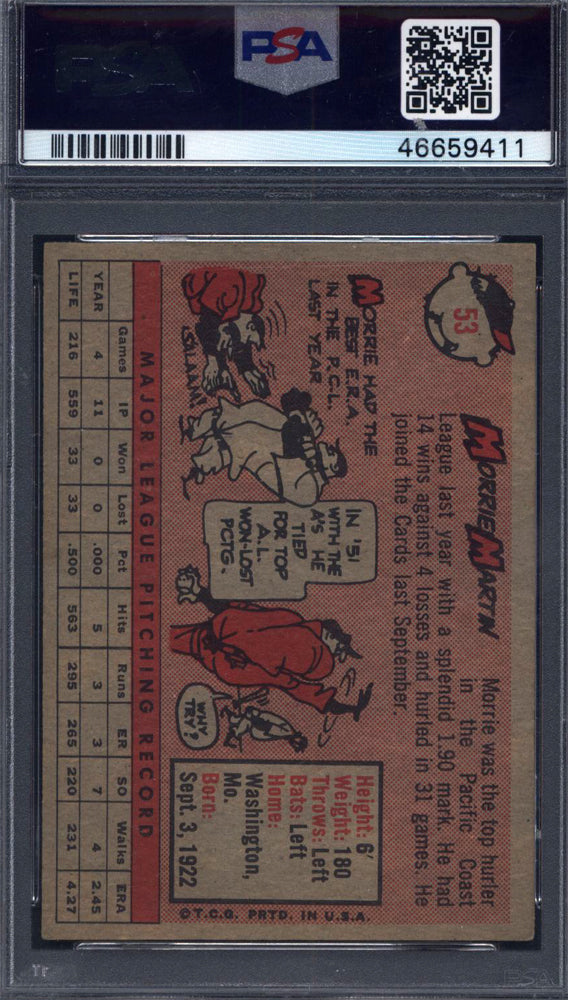 PSA
PSA
46659411
53
MORRIE MARTIN
Morrie was the top hurler
in the Pacific Coast
League last year with a splendid 1.90 mark. He had
14 wins against 4 losses and hurled in 31 games. He
joined the Cards last September.
MORRIE HAD THE
BEST E.R.A.
IN THE P.C.L.
LAST YEAR
SALAAM!
IN '51
WITH THE
A'S HE
TIED
FOR TOP
A.L.
WON-LOST
PCTG.
WHY
TRY?
Height: 6'
Weight: 180
Throws: Left
Bats: Left
Home:
Washington,
Mo.
Born:
Sept. 3, 1922
©T.C.G. PRTD. IN U.S.A.
MAJOR LEAGUE PITCHING RECORD
Games IP Won Lost Pct Hits Runs ER SO Walks ERA
YEAR 4 11 0 0 .000 5 3 3 7 4 2.45
LIFE 216 559 33 33 .500 563 295 265 220 231 4.27
PSA